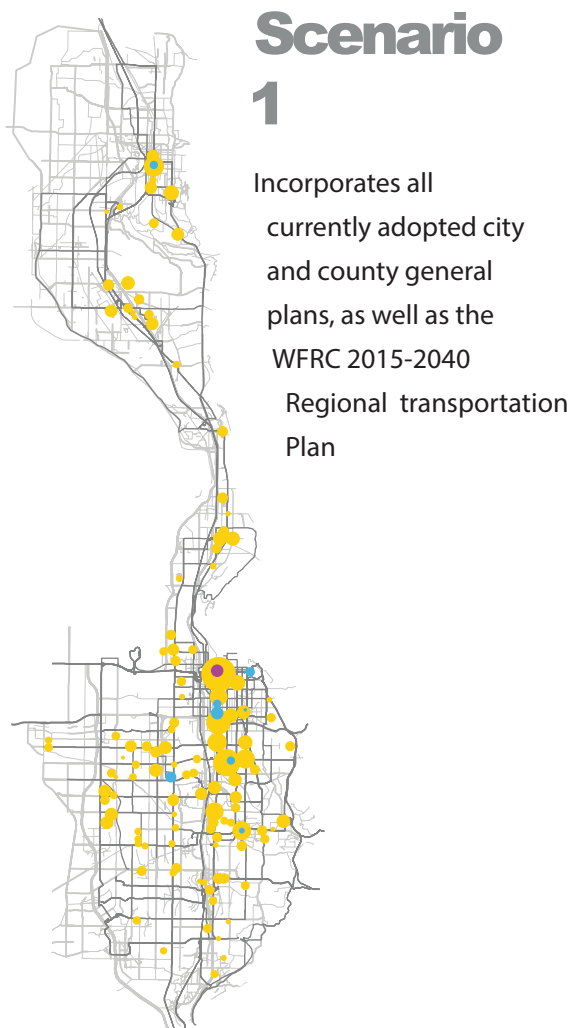 Scenario
1
Incorporates all
currently adopted city
and county general
plans, as well as the
WFRC 2015-2040
Regional transportation
Plan